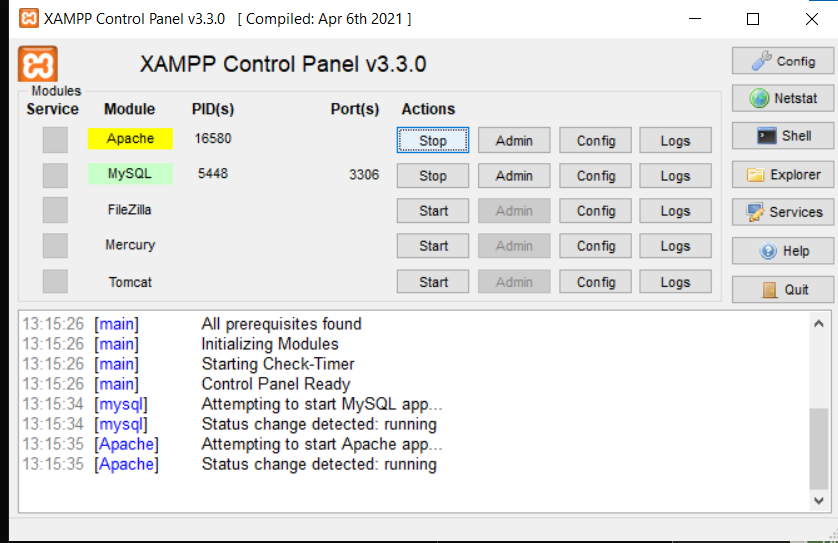 XAMPP Control Panel v3.3.0 [ Compiled: Apr 6th 2021 ]
XAMPP Control Panel v3.3.0 Config
Modules
Service Module PID(s) Port(s) Actions Netstat
Apache 16580 Stop Admin Config Logs Shell
MySQL 5448 3306 Stop Admin Config Logs Explorer
FileZilla Start Admin Config Logs Services
Mercury Start Admin Config Logs Help
Tomcat Start Admin Config Logs Quit
13:15:26 [main] All prerequisites found
13:15:26 [main] Initializing Modules
13:15:26 [main] Starting Check-Timer
13:15:26 [main] Control Panel Ready
13:15:34 [mysql] Attempting to start MySQL app...
13:15:34 [mysql] Status change detected: running
13:15:35 [Apache] Attempting to start Apache app...
13:15:35 [Apache] Status change detected: running